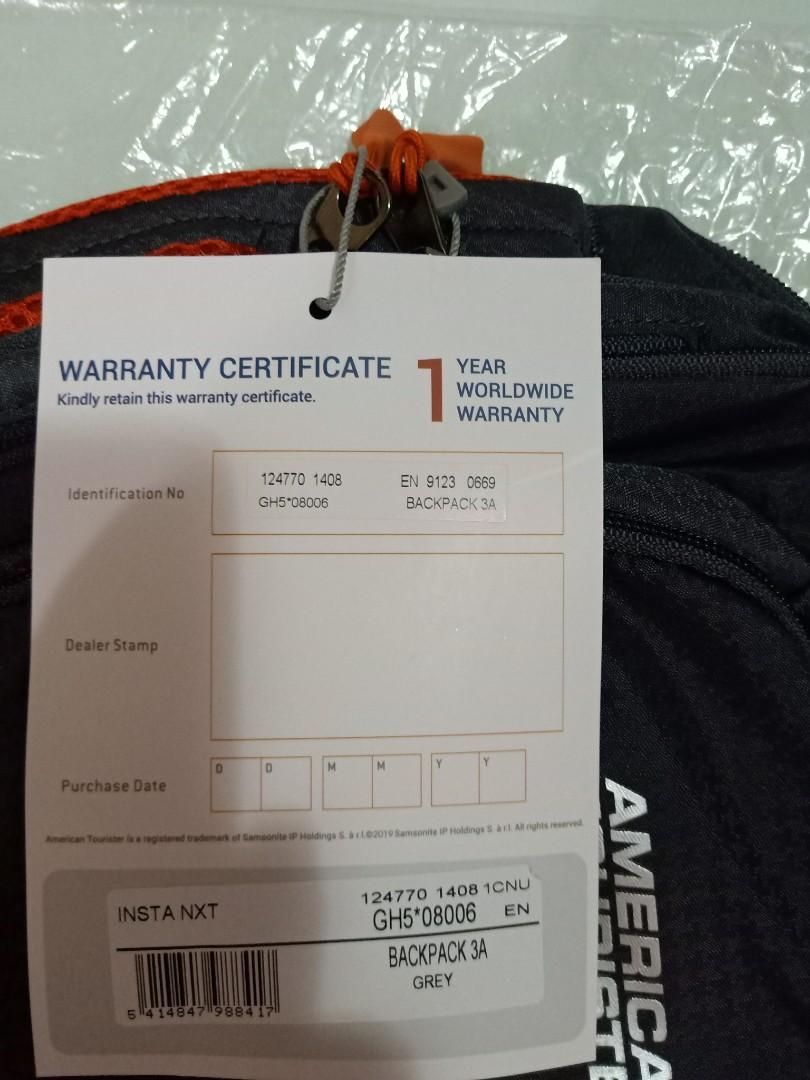 WARRANTY CERTIFICATE
Kindly retain this warranty certificate.
1 YEAR
WORLDWIDE
WARRANTY
Identification No
124770 1408 EN 9123 0669
GH5*08006 BACKPACK 3A
Dealer Stamp
Purchase Date
D D M M Y Y
American Tourister is a registered trademark of Samsonite IP Holdings S. à r.l.©2019 Samsonite IP Holdings S. à r.l. All rights reserved.
INSTA NXT
124770 1408 1CNU
GH5*08006 EN
BACKPACK 3A
GREY
5 414847 988417
AMERICA